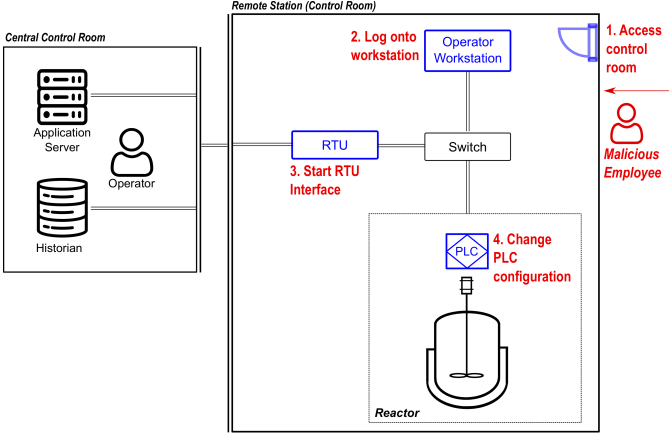 Remote Station (Control Room)
Central Control Room
1. Access
control
room
2. Log onto
workstation
Operator
Workstation
Application
Server
Operator
Historian
RTU
Switch
3. Start RTU
Interface
Malicious
Employee
PLC
4. Change
PLC
configuration
Reactor